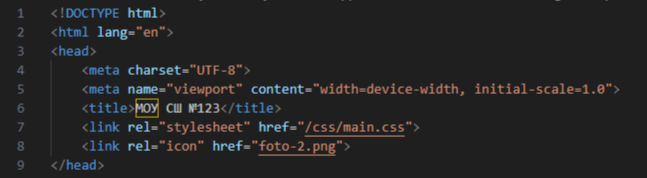 1 <!DOCTYPE html>
2 <html lang="en">
3 <head>
4 <meta charset="UTF-8">
5 <meta name="viewport" content="width=device-width, initial-scale=1.0">
6 <title>МОУ СШ №123</title>
7 <link rel="stylesheet" href="/css/main.css">
8 <link rel="icon" href="foto-2.png">
9 </head>